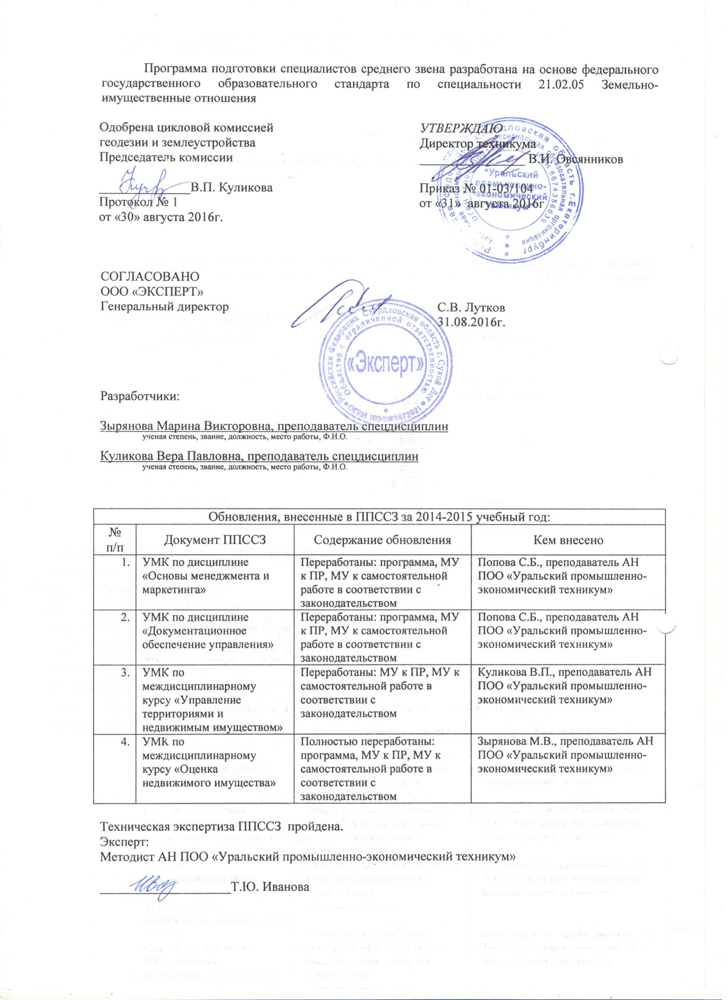 Программа подготовки специалистов среднего звена разработана на основе федерального
государственного образовательного стандарта по специальности 21.02.05 Земельно-
имущественные отношения
Одобрена цикловой комиссией
геодезии и землеустройства
Председатель комиссии
В.П. Куликова
Протокол № 1
от «30» августа 2016г.
УТВЕРЖДАЮ
Директор техникума
В.И. Овсянников
Приказ № 01-03/104
от «31» августа 2016г
Свердловская область г.Екатеринбург
образовательная организация
ИНН 6674356639
"Уральский
промышленно-
экономический
техникум"
СОГЛАСОВАНО
ООО «ЭКСПЕРТ»
Генеральный директор
С.В. Лутков
31.08.2016г.
Российская Федерация Свердловская область г.Сухой Лог
Общество с ограниченной ответственностью
«Эксперт»
Разработчики:
Зырянова Марина Викторовна, преподаватель спецдисциплин
ученая степень, звание, должность, место работы, Ф.И.О.
Куликова Вера Павловна, преподаватель спецдисциплин
ученая степень, звание, должность, место работы, Ф.И.О.
Обновления, внесенные в ППССЗ за 2014-2015 учебный год:
№
п/п
Документ ППССЗ
Содержание обновления
Кем внесено
1.
УМК по дисциплине
«Основы менеджмента и
маркетинга»
Переработаны: программа, МУ
к ПР, МУ к самостоятельной
работе в соответствии с
законодательством
Попова С.Б., преподаватель АН
ПОО «Уральский промышленно-
экономический техникум»
2.
УМК по дисциплине
«Документационное
обеспечение управления»
Переработаны: программа, МУ
к ПР, МУ к самостоятельной
работе в соответствии с
законодательством
Попова С.Б., преподаватель АН
ПОО «Уральский промышленно-
экономический техникум»
3.
УМК по
междисциплинарному
курсу «Управление
территориями и
недвижимым имуществом»
Переработаны: МУ к ПР, МУ к
самостоятельной работе в
соответствии с
законодательством
Куликова В.П., преподаватель АН
ПОО «Уральский промышленно-
экономический техникум»
4.
УМК по
междисциплинарному
курсу «Оценка
недвижимого имущества»
Полностью переработаны:
программа, МУ к ПР, МУ к
самостоятельной работе в
соответствии с
законодательством
Зырянова М.В., преподаватель АН
ПОО «Уральский промышленно-
экономический техникум»
Техническая экспертиза ППССЗ пройдена.
Эксперт:
Методист АН ПОО «Уральский промышленно-экономический техникум»
Т.Ю. Иванова